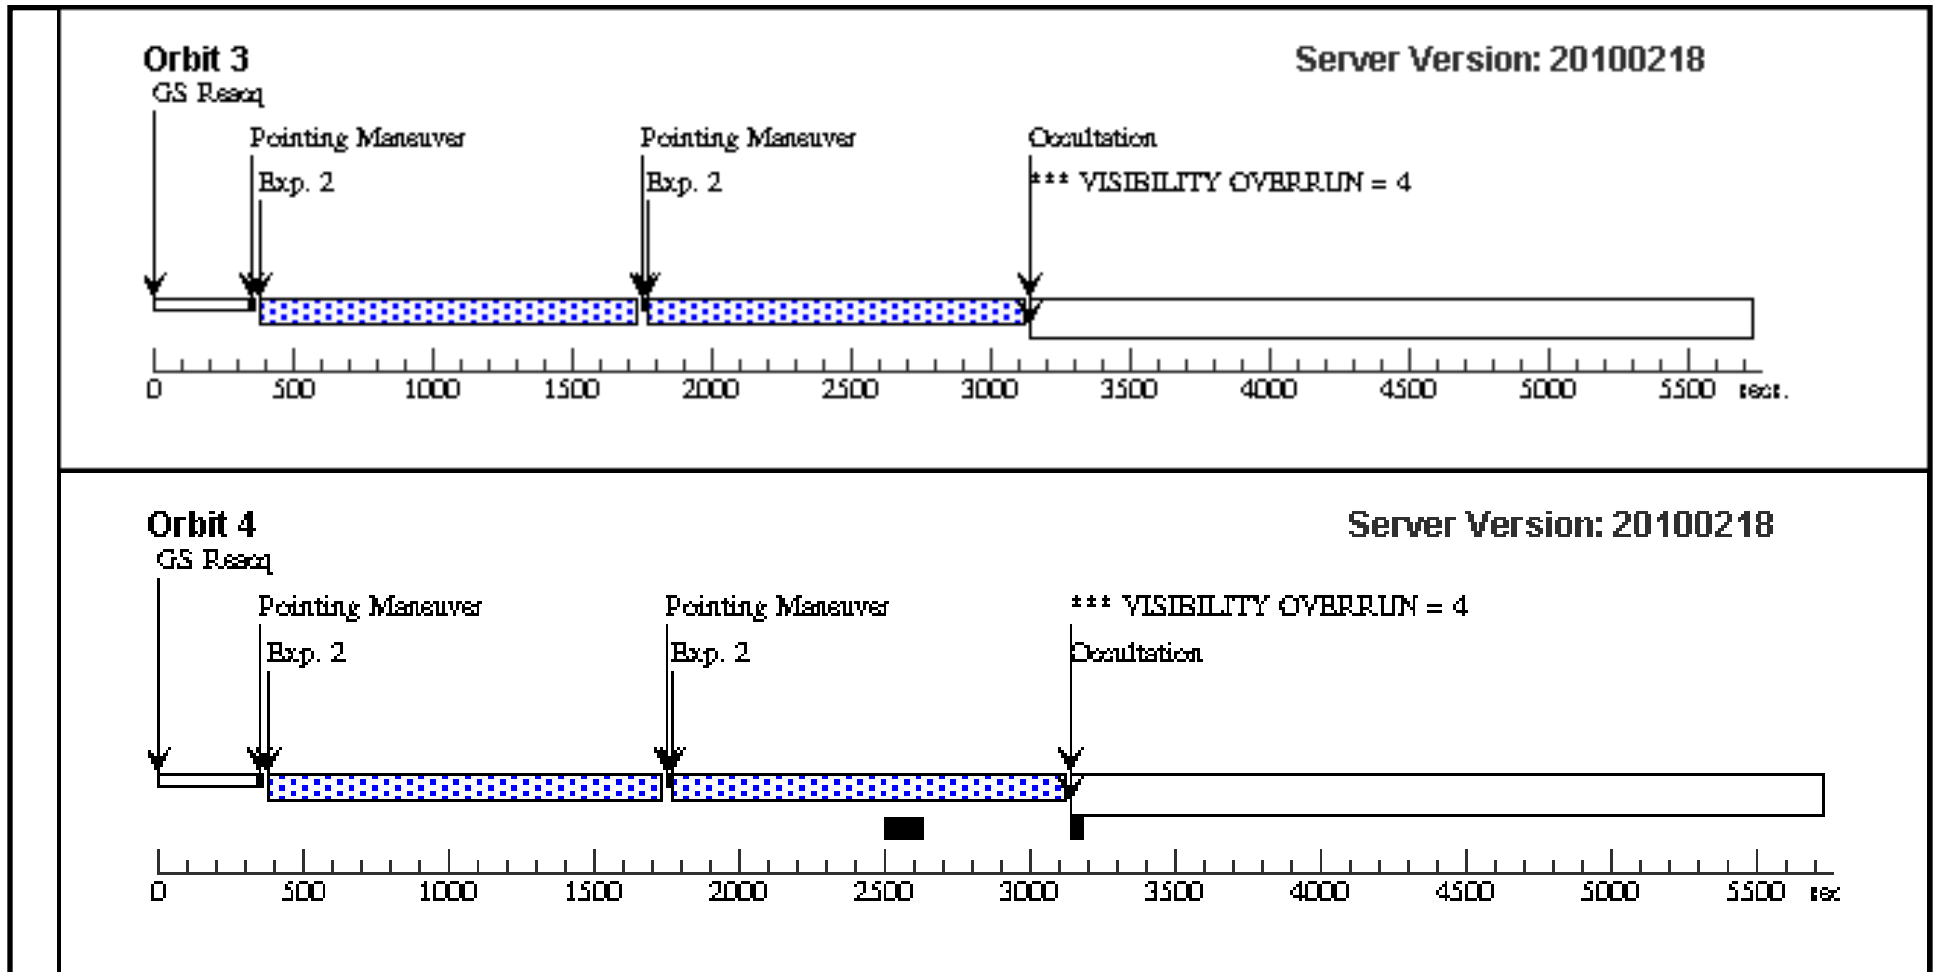 Orbit 3 Server Version: 20100218
GS Reacq
Pointing Maneuver Pointing Maneuver Occultation
Exp. 2 Exp. 2 *** VISIBILITY OVERRUN = 4
0 500 1000 1500 2000 2500 3000 3500 4000 4500 5000 5500 secs.
Orbit 4 Server Version: 20100218
GS Reacq
Pointing Maneuver Pointing Maneuver *** VISIBILITY OVERRUN = 4
Exp. 2 Exp. 2 Occultation
0 500 1000 1500 2000 2500 3000 3500 4000 4500 5000 5500 sec